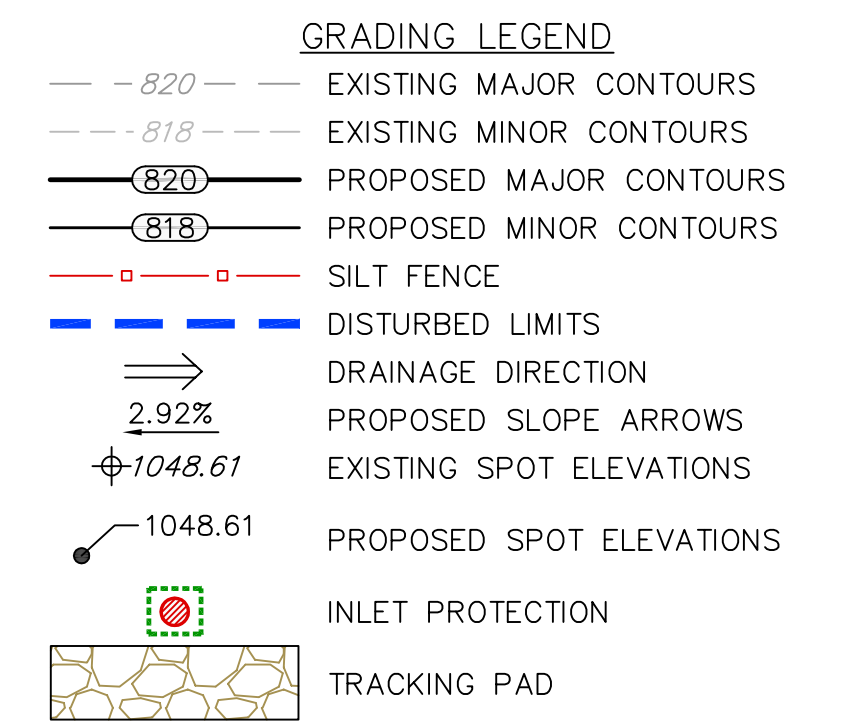 GRADING LEGEND
820 EXISTING MAJOR CONTOURS
818 EXISTING MINOR CONTOURS
820 PROPOSED MAJOR CONTOURS
818 PROPOSED MINOR CONTOURS
SILT FENCE
DISTURBED LIMITS
DRAINAGE DIRECTION
2.92% PROPOSED SLOPE ARROWS
1048.61 EXISTING SPOT ELEVATIONS
1048.61 PROPOSED SPOT ELEVATIONS
INLET PROTECTION
TRACKING PAD